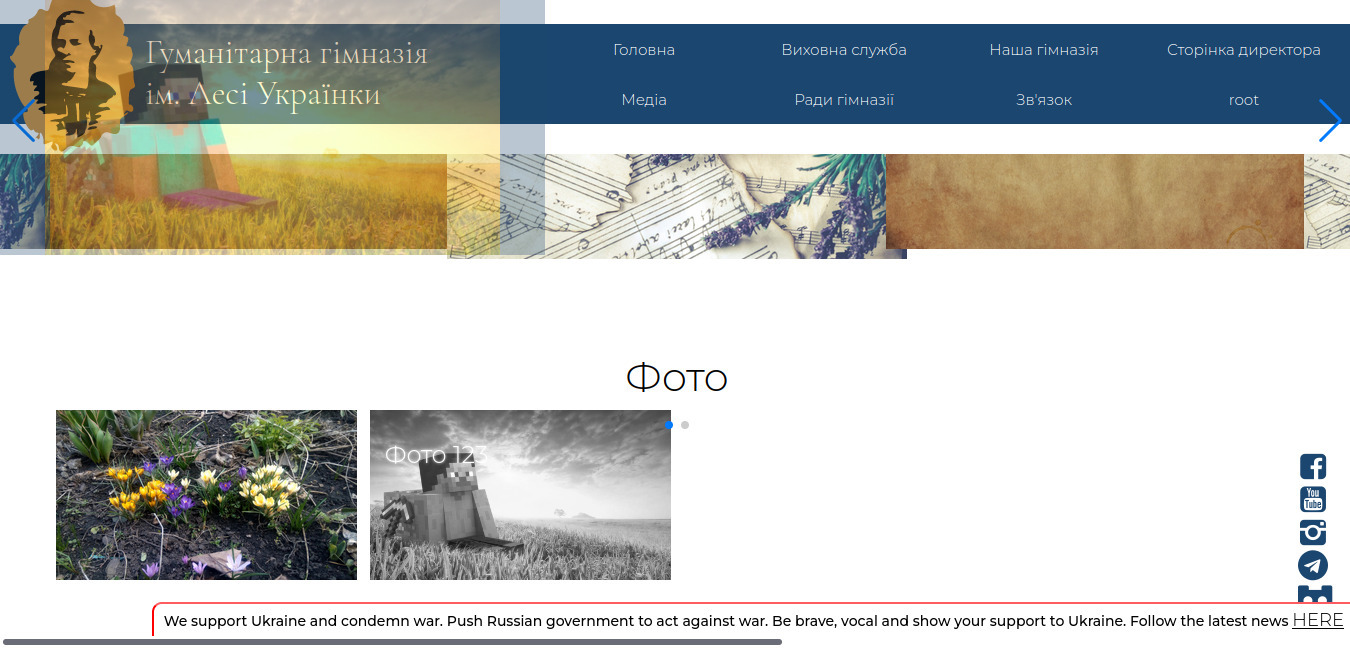 Гуманітарна гімназія
ім. Лесі Українки
Головна
Виховна служба
Наша гімназія
Сторінка директора
Медіа
Ради гімназії
Зв'язок
root
Фото
Фото 123
You
Tube
We support Ukraine and condemn war. Push Russian government to act against war. Be brave, vocal and show your support to Ukraine. Follow the latest news HERE